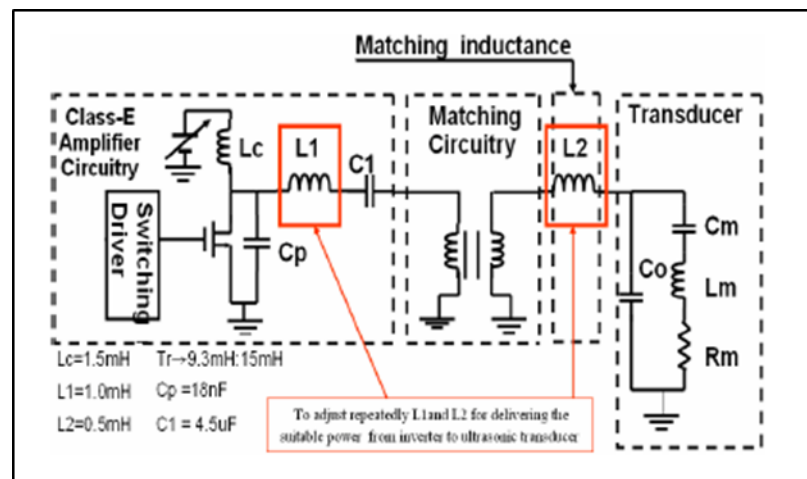 Matching inductance
Class-E
Amplifier
Circuitry
Lc
L1
C1
Matching
Circuitry
L2
Transducer
Switching
Driver
Cp
Co
Cm
Lm
Rm
Lc=1.5mH Tr→9.3mH:15mH
L1=1.0mH Cp =18nF
L2=0.5mH C1 = 4.5uF
To adjust repeatedly L1and L2 for delivering the
suitable power from inverter to ultrasonic transducer